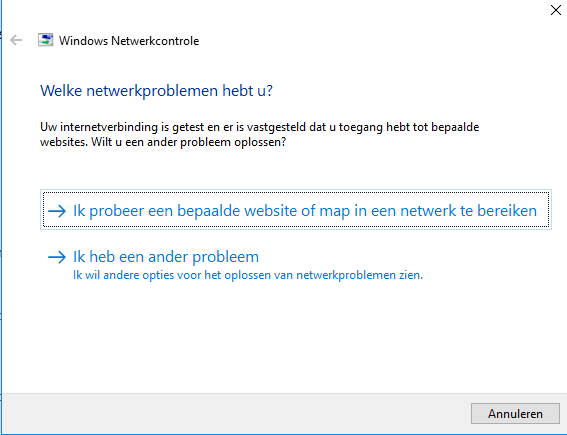 Windows Netwerkcontrole
Welke netwerkproblemen hebt u?
Uw internetverbinding is getest en er is vastgesteld dat u toegang hebt tot bepaalde
websites. Wilt u een ander probleem oplossen?
Ik probeer een bepaalde website of map in een netwerk te bereiken
Ik heb een ander probleem
Ik wil andere opties voor het oplossen van netwerkproblemen zien.
Annuleren